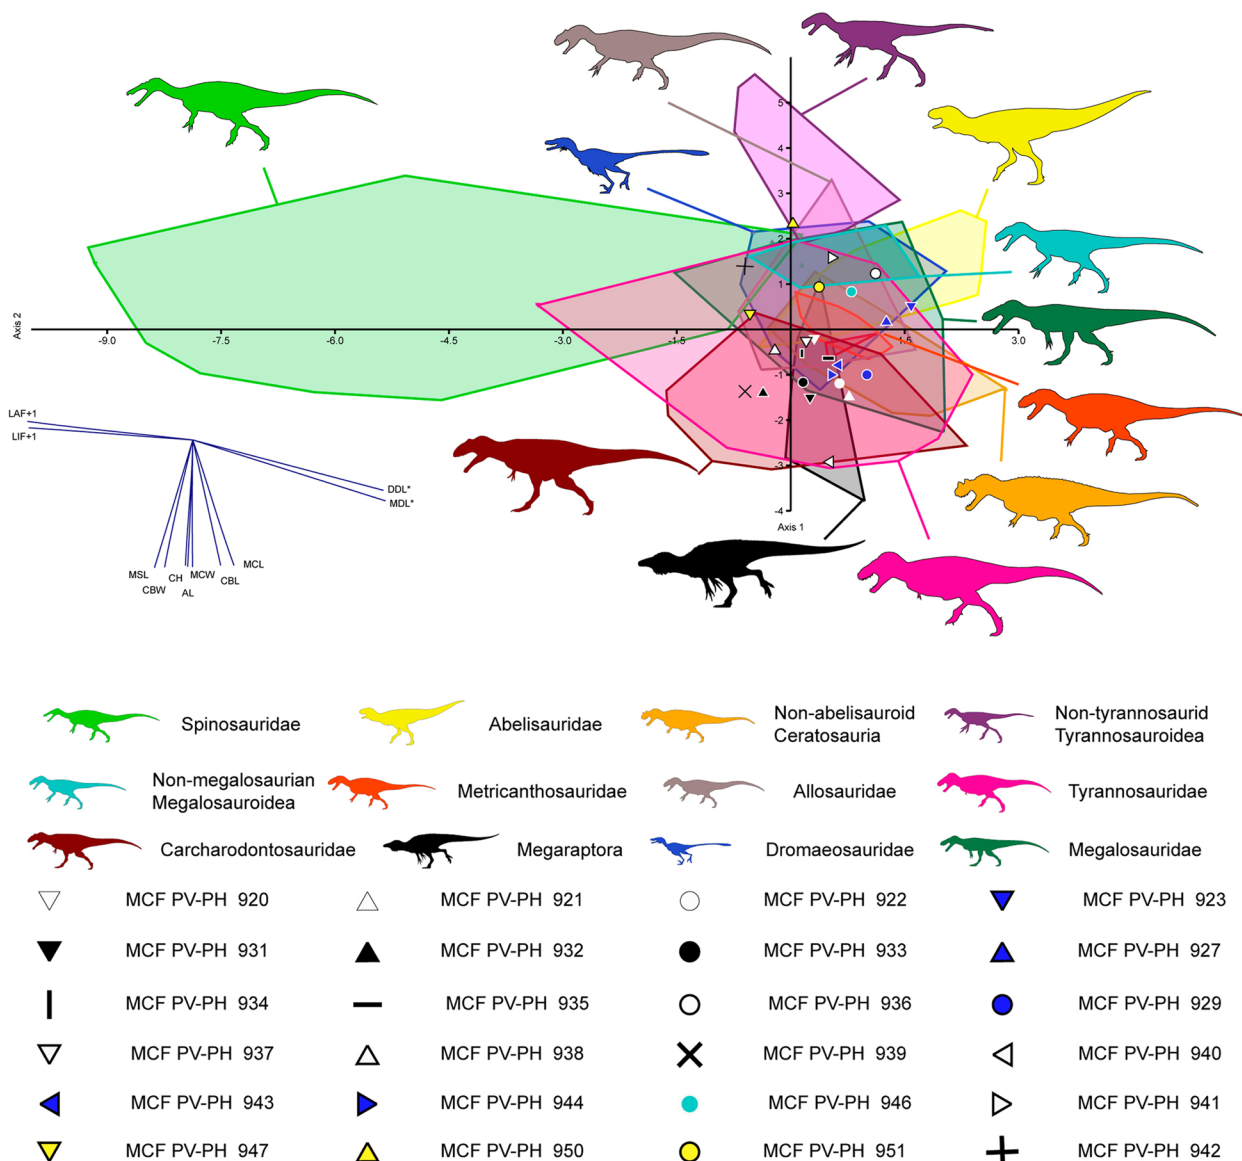 5
4
3
2
1
Axis 2
-9.0
-7.5
-6.0
-4.5
-3.0
-1.5
1.5
3.0
-1
-2
-3
-4
Axis 1
LAF+1
LIF+1
DDL*
MDL*
MSL
CBW
CH
AL
MCW
CBL
MCL
Spinosauridae
Abelisauridae
Non-abelisauroid
Ceratosauria
Non-tyrannosaurid
Tyrannosauroidea
Non-megalosaurian
Megalosauroidea
Metricanthosauridae
Allosauridae
Tyrannosauridae
Carcharodontosauridae
Megaraptora
Dromaeosauridae
Megalosauridae
MCF PV-PH 920
MCF PV-PH 921
MCF PV-PH 922
MCF PV-PH 923
MCF PV-PH 931
MCF PV-PH 932
MCF PV-PH 933
MCF PV-PH 927
MCF PV-PH 934
MCF PV-PH 935
MCF PV-PH 936
MCF PV-PH 929
MCF PV-PH 937
MCF PV-PH 938
MCF PV-PH 939
MCF PV-PH 940
MCF PV-PH 943
MCF PV-PH 944
MCF PV-PH 946
MCF PV-PH 941
MCF PV-PH 947
MCF PV-PH 950
MCF PV-PH 951
MCF PV-PH 942